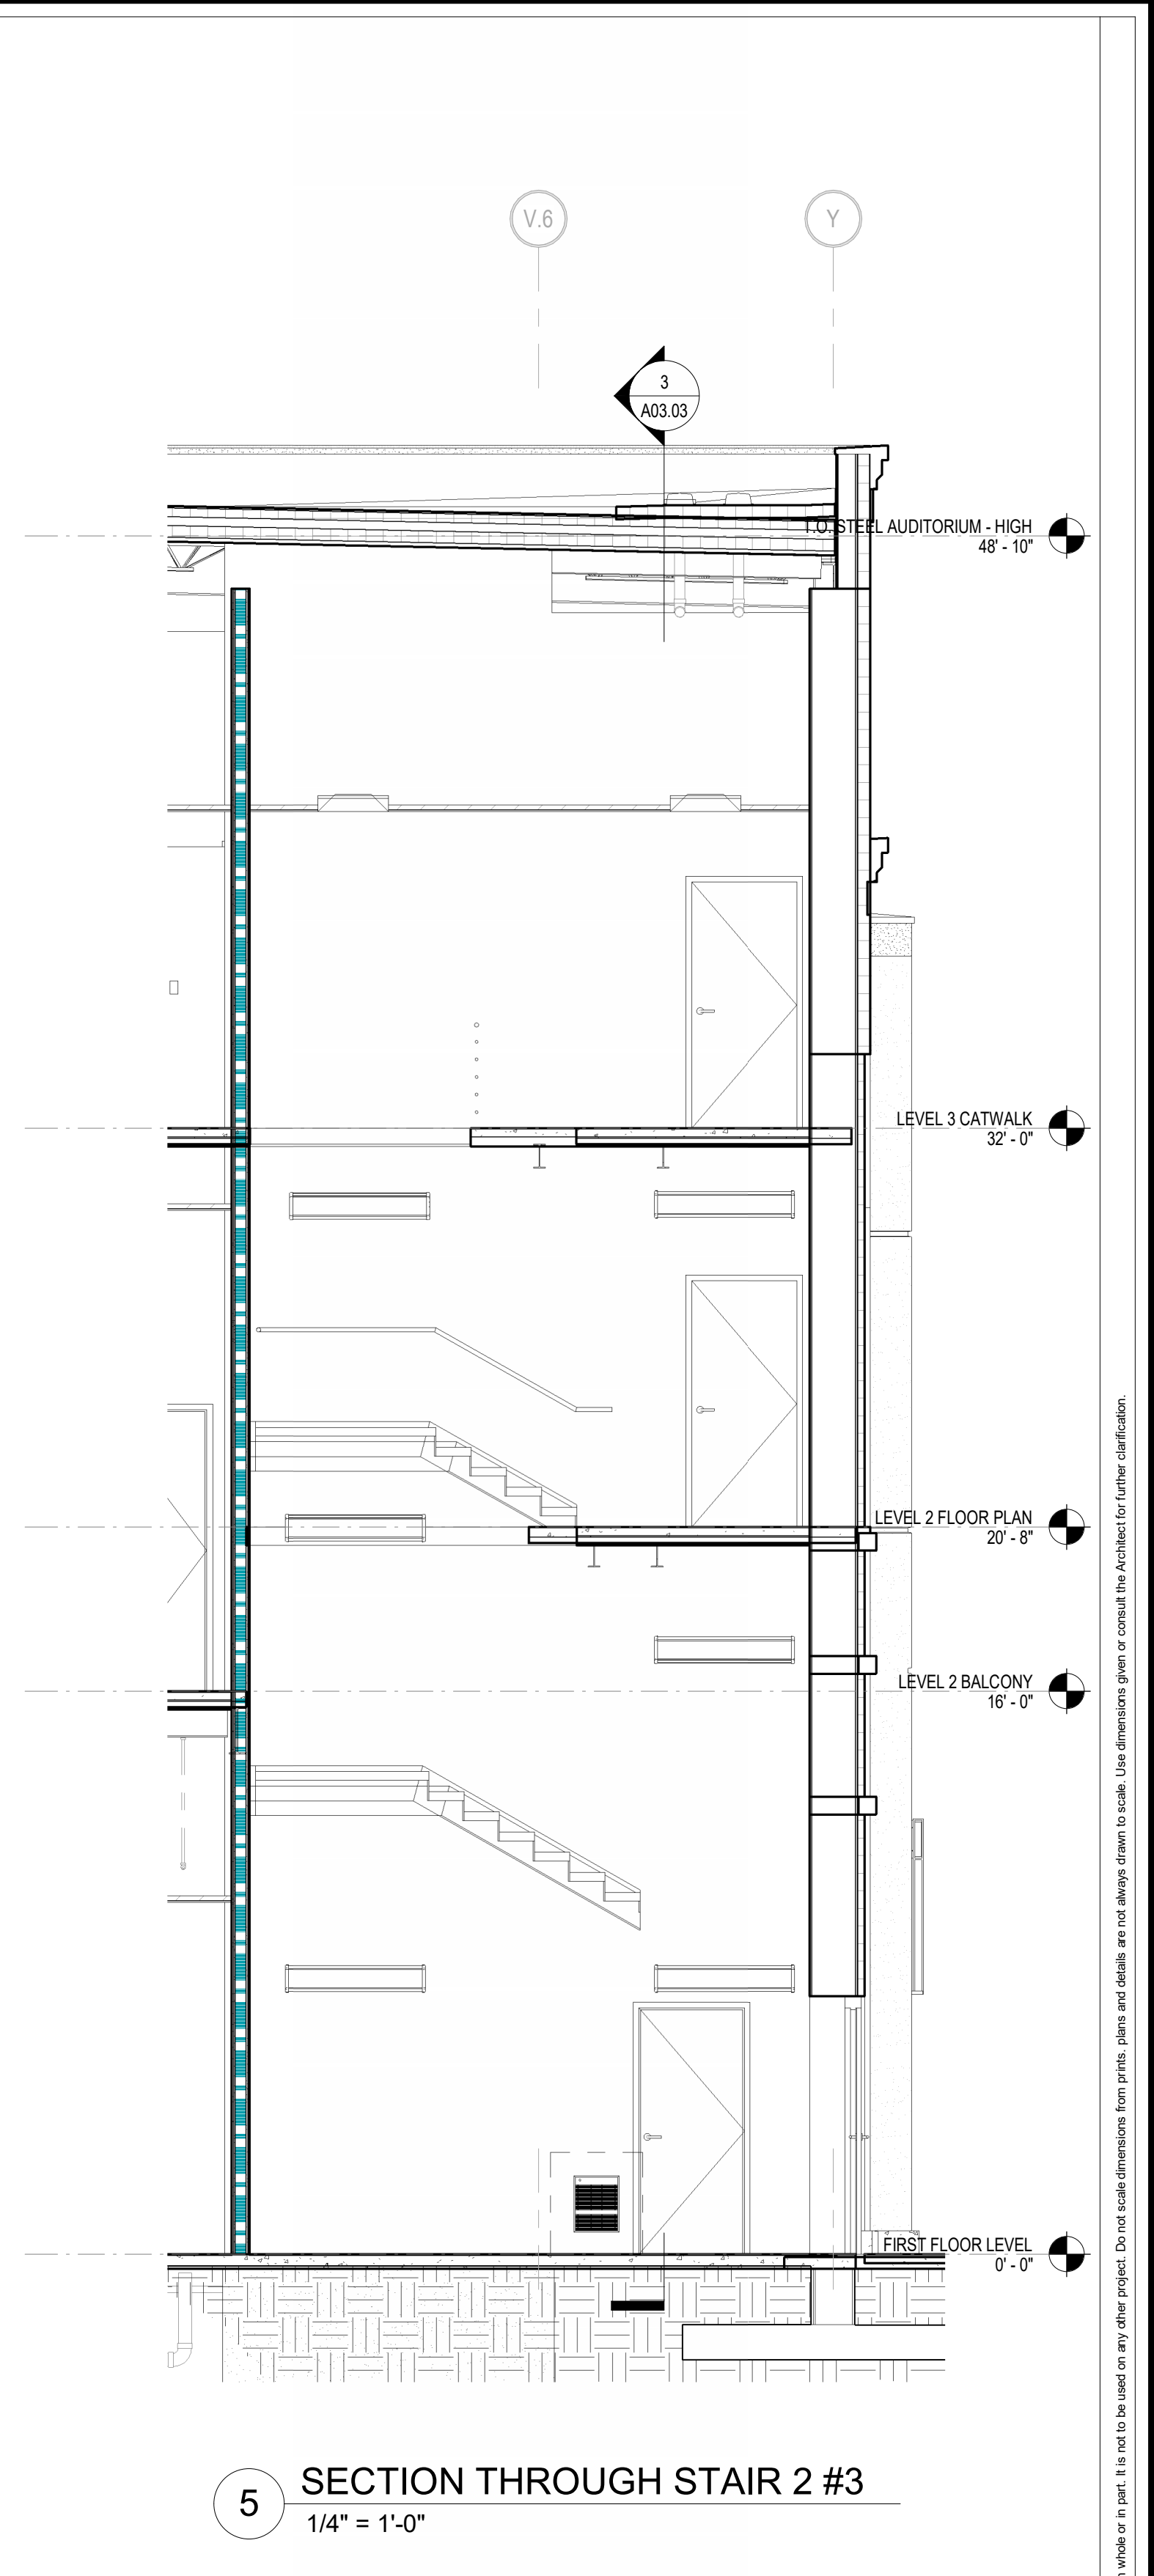 V.6
Y
3
A03.03
T.O. STEEL AUDITORIUM - HIGH
48' - 10"
LEVEL 3 CATWALK
32' - 0"
LEVEL 2 FLOOR PLAN
20' - 8"
LEVEL 2 BALCONY
16' - 0"
FIRST FLOOR LEVEL
0' - 0"
5
SECTION THROUGH STAIR 2 #3
1/4" = 1'-0"
whole or in part. It is not to be used on any other project. Do not scale dimensions from prints. plans and details are not always drawn to scale. Use dimensions given or consult the Architect for further clarification.